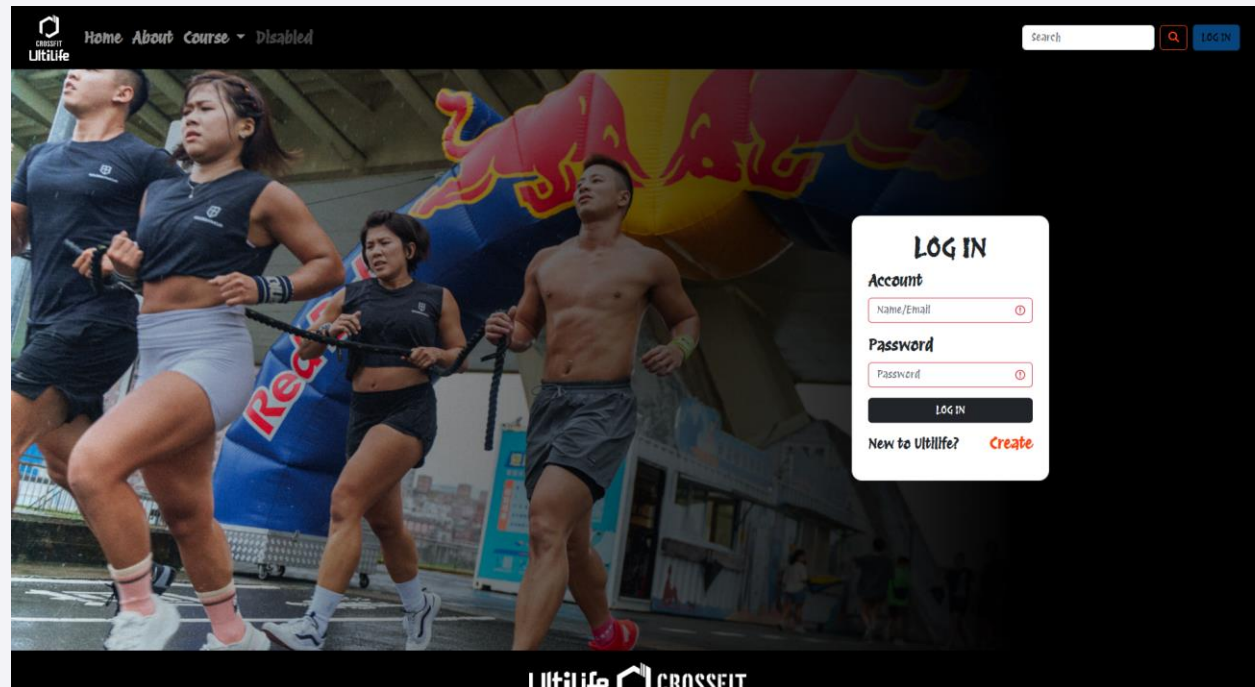 CROSSFIT
UltiLife
Home About Course Disabled
Search
LOG IN
Red
LOG IN
Account
Name/Email
Password
Password
LOG IN
New to Ultilife? Create
UltiLife CROSSFIT